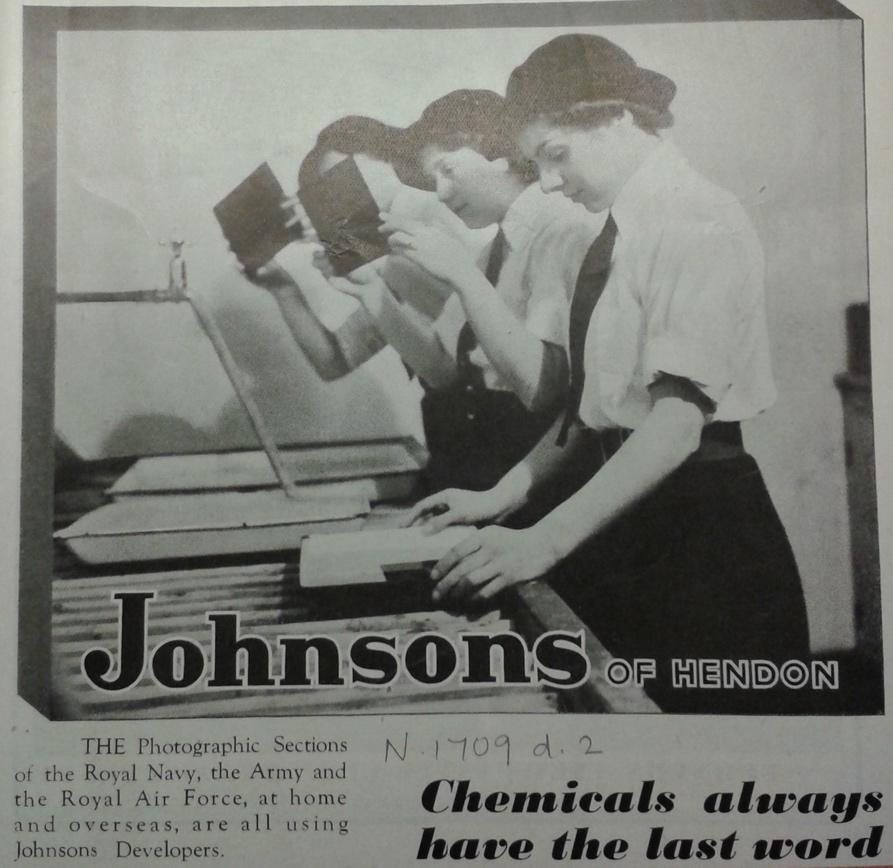 Johnsons OF HENDON
THE Photographic Sections
of the Royal Navy, the Army and
the Royal Air Force, at home
and overseas, are all using
Johnsons Developers.
N.1709 d.2
Chemicals always
have the last word